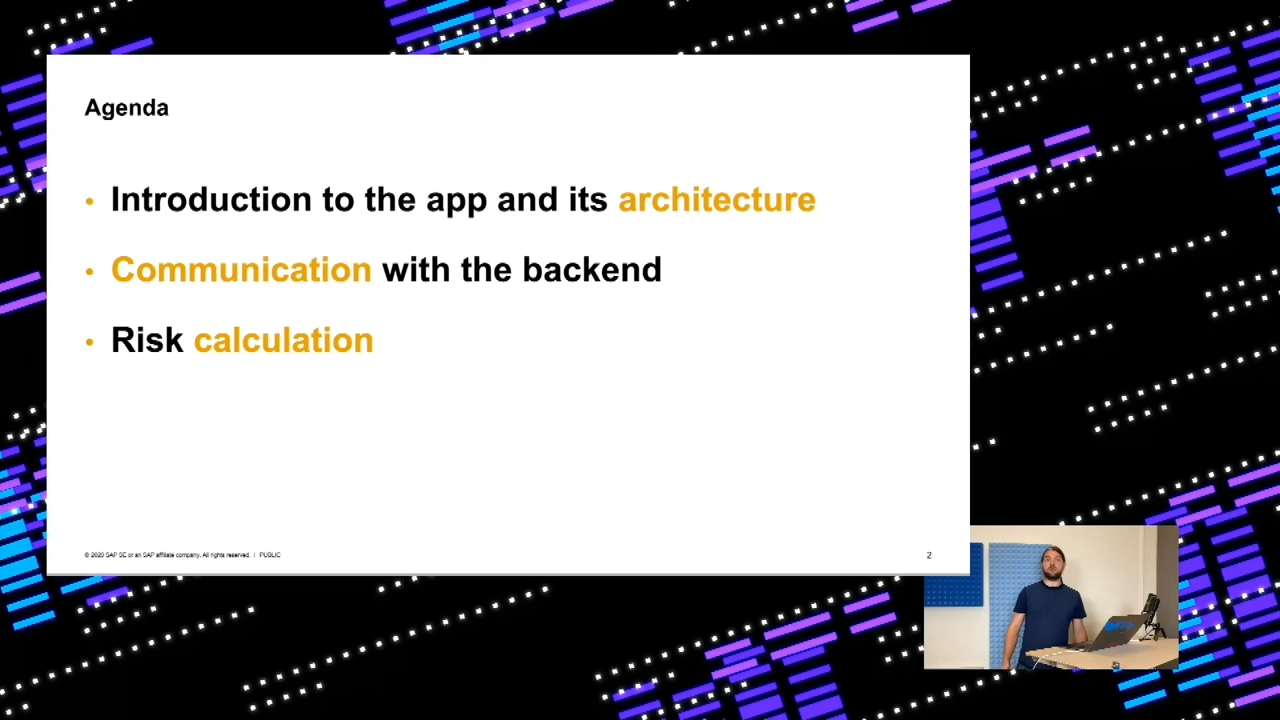 Agenda
• Introduction to the app and its architecture
• Communication with the backend
• Risk calculation
© 2020 SAP SE or an SAP affiliate company. All rights reserved. | PUBLIC
2